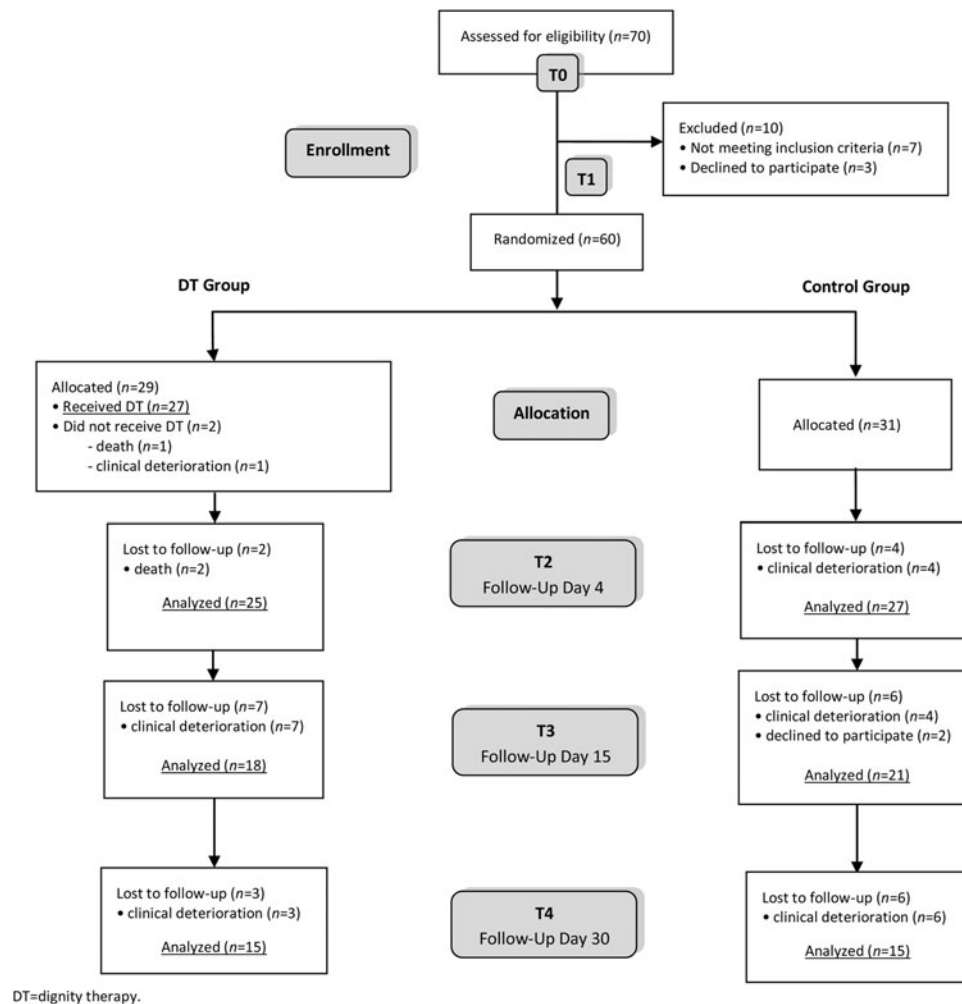 Assessed for eligibility (n=70)
T0
Excluded (n=10)
• Not meeting inclusion criteria (n=7)
• Declined to participate (n=3)
Enrollment
T1
Randomized (n=60)
DT Group
Control Group
Allocated (n=29)
• Received DT (n=27)
• Did not receive DT (n=2)
- death (n=1)
- clinical deterioration (n=1)
Allocation
Allocated (n=31)
Lost to follow-up (n=2)
• death (n=2)
Analyzed (n=25)
T2
Follow-Up Day 4
Lost to follow-up (n=4)
• clinical deterioration (n=4)
Analyzed (n=27)
Lost to follow-up (n=7)
• clinical deterioration (n=7)
Analyzed (n=18)
T3
Follow-Up Day 15
Lost to follow-up (n=6)
• clinical deterioration (n=4)
• declined to participate (n=2)
Analyzed (n=21)
Lost to follow-up (n=3)
• clinical deterioration (n=3)
Analyzed (n=15)
T4
Follow-Up Day 30
Lost to follow-up (n=6)
• clinical deterioration (n=6)
Analyzed (n=15)
DT=dignity therapy.